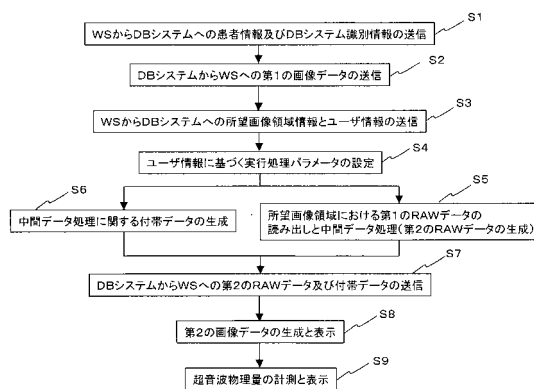 S1
WSからDBシステムへの患者情報及びDBシステム識別情報の送信
S2
DBシステムからWSへの第1の画像データの送信
S3
WSからDBシステムへの所望画像領域情報とユーザ情報の送信
S4
ユーザ情報に基づく実行処理パラメータの設定
S6
中間データ処理に関する付帯データの生成
S5
所望画像領域における第1のRAWデータの
読み出しと中間データ処理(第2のRAWデータの生成)
S7
DBシステムからWSへの第2のRAWデータ及び付帯データの送信
S8
第2の画像データの生成と表示
S9
超音波物理量の計測と表示